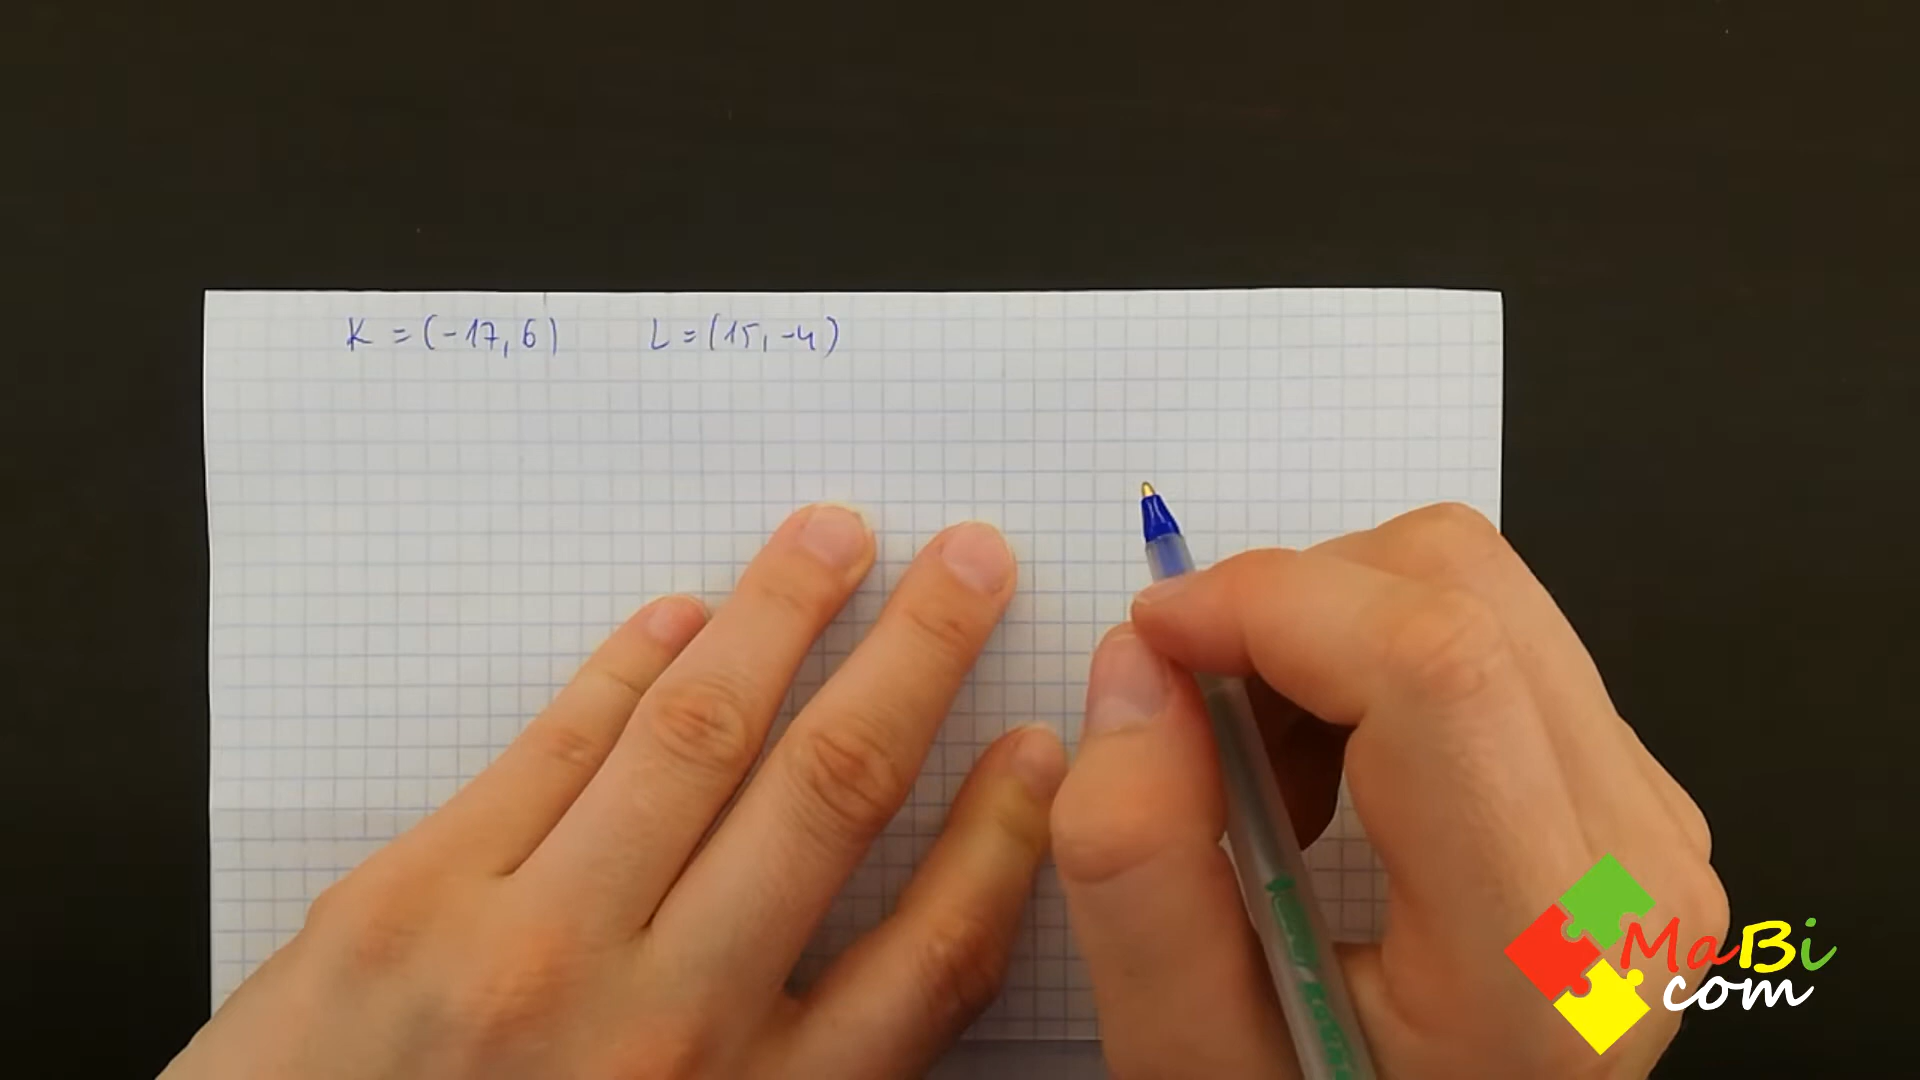 K = (-17, 6)   L = (15, -4)
MaBi
com